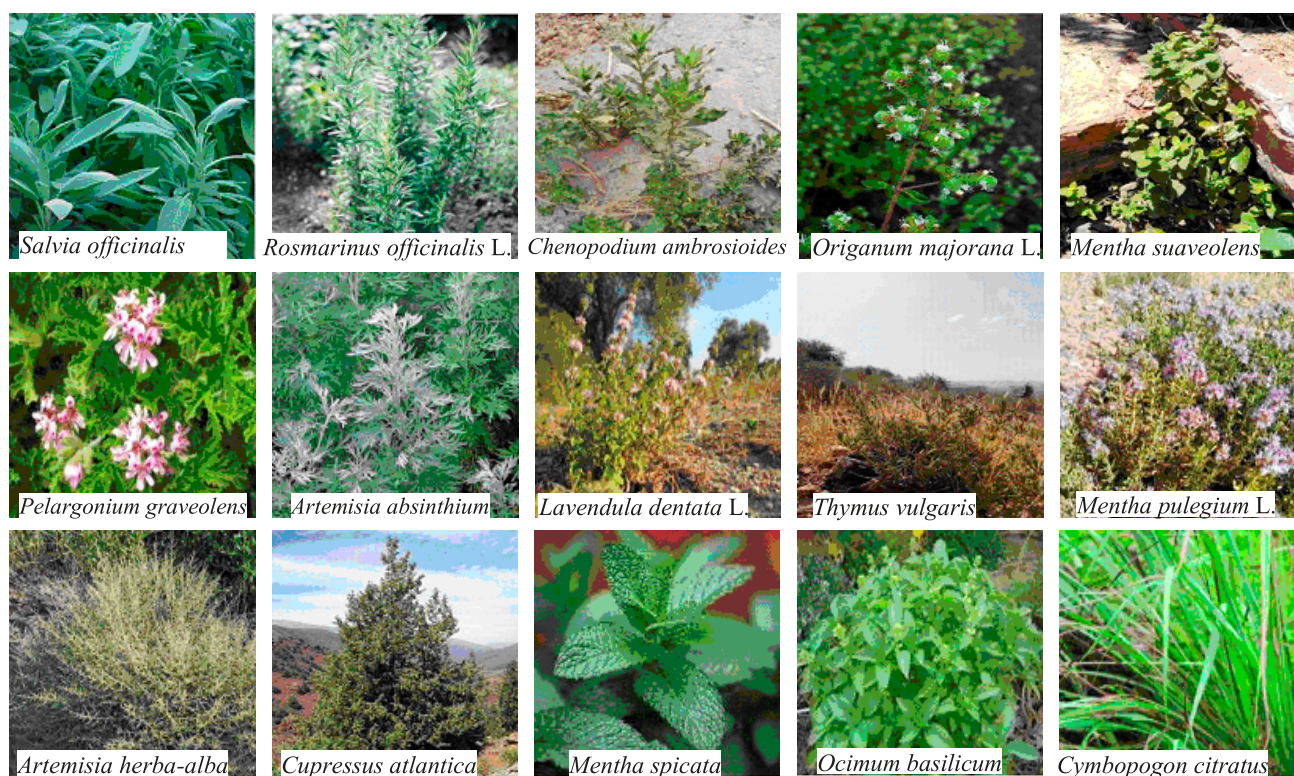 Salvia officinalis
Rosmarinus officinalis L.
Chenopodium ambrosioides
Origanum majorana L.
Mentha suaveolens
Pelargonium graveolens
Artemisia absinthium
Lavendula dentata L.
Thymus vulgaris
Mentha pulegium L.
Artemisia herba-alba
Cupressus atlantica
Mentha spicata
Ocimum basilicum
Cymbopogon citratus